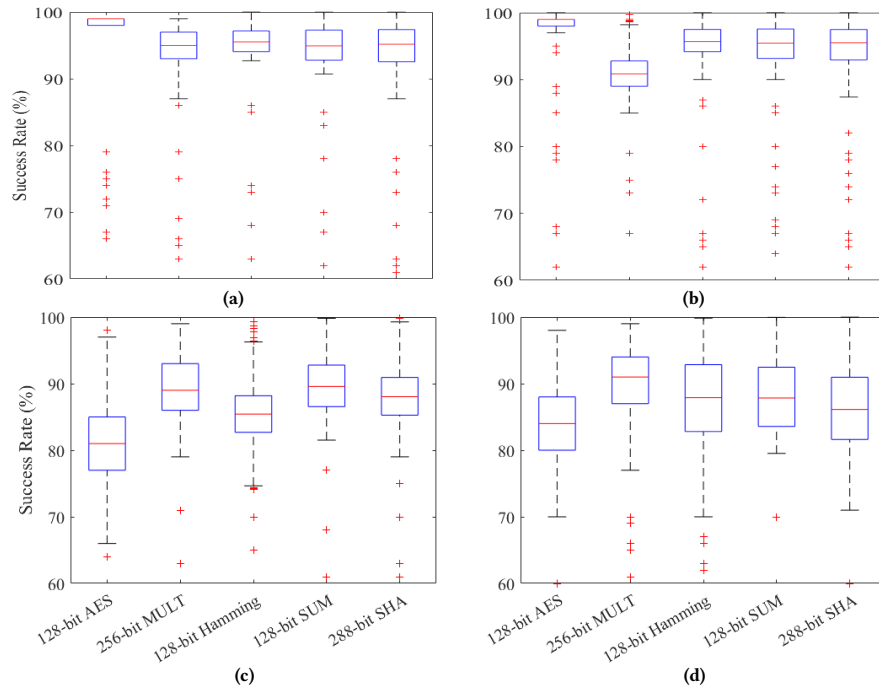 100
90
80
70
60
Success Rate (%)
(a)
100
90
80
70
60
(b)
100
90
80
70
60
Success Rate (%)
128-bit AES
256-bit MULT
128-bit Hamming
128-bit SUM
288-bit SHA
(c)
100
90
80
70
60
128-bit AES
256-bit MULT
128-bit Hamming
128-bit SUM
288-bit SHA
(d)